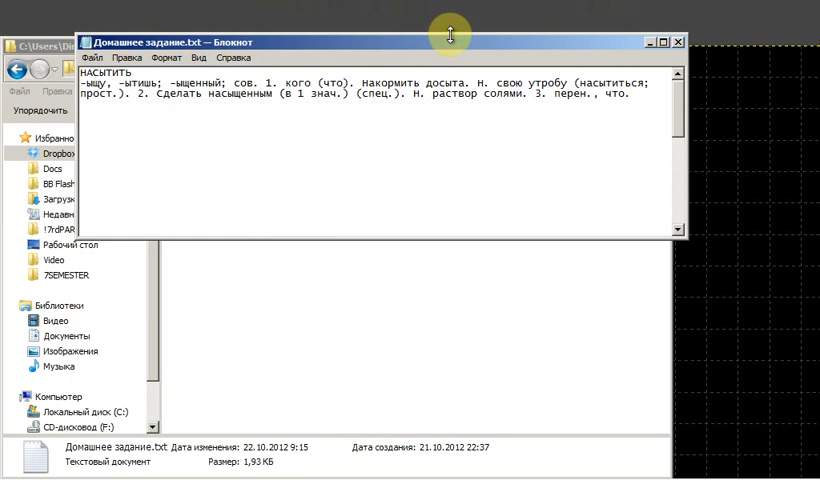 C:\Users\Dir
Домашнее задание.txt — Блокнот
Файл Правка Формат Вид Справка
НАСЫТИТЬ
-ыщу, -ытишь; -ыщенный; сов. 1. кого (что). Накормить досыта. Н. свою утробу (насытиться;
прост.). 2. Сделать насыщенным (в 1 знач.) (спец.). Н. раствор солями. 3. перен., что.
Файл Правка
Упорядочить
Избранно
Dropbox
Docs
BB Flash
Загрузк
Недавн
!7rdPAR
Рабочий стол
Video
7SEMESTER
Библиотеки
Видео
Документы
Изображения
Музыка
Компьютер
Локальный диск (C:)
CD-дисковод (F:)
Домашнее задание.txt Дата изменения: 22.10.2012 9:15 Дата создания: 21.10.2012 22:37
Текстовый документ Размер: 1,93 КБ